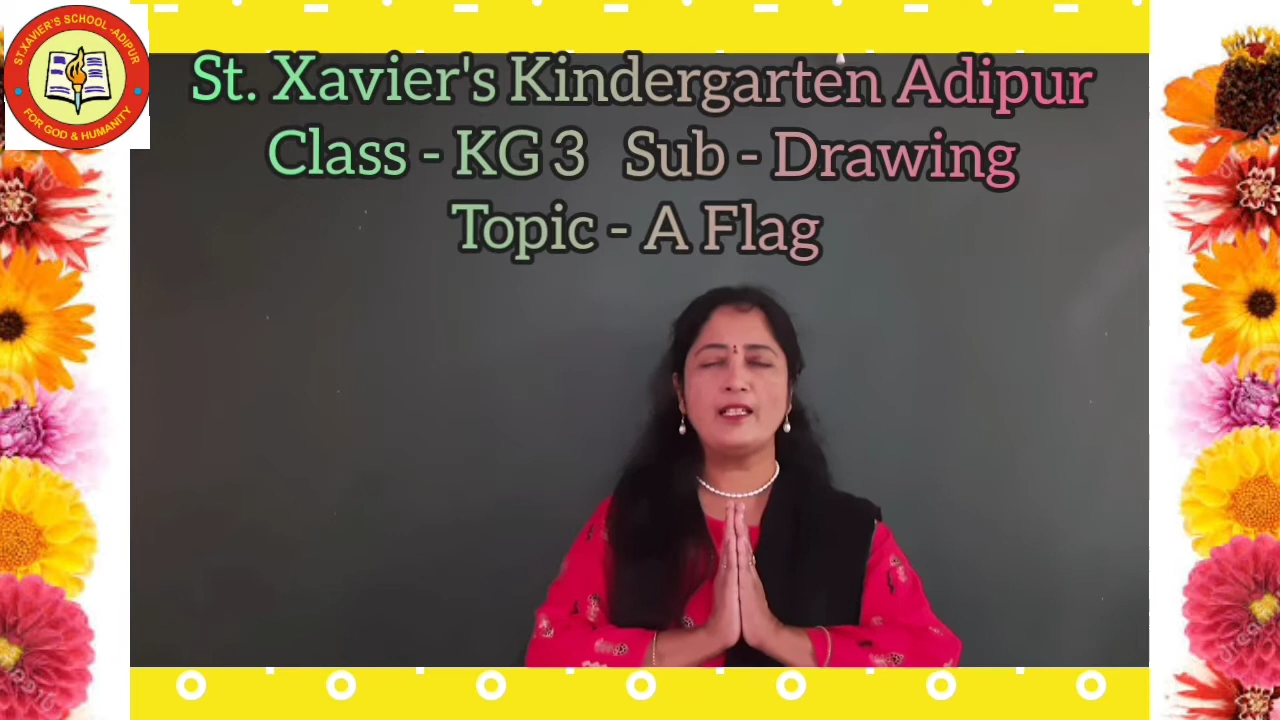 ST.XAVIER'S SCHOOL-ADIPUR
FOR GOD & HUMANITY
St. Xavier's Kindergarten Adipur
Class - KG 3 Sub - Drawing
Topic - A Flag